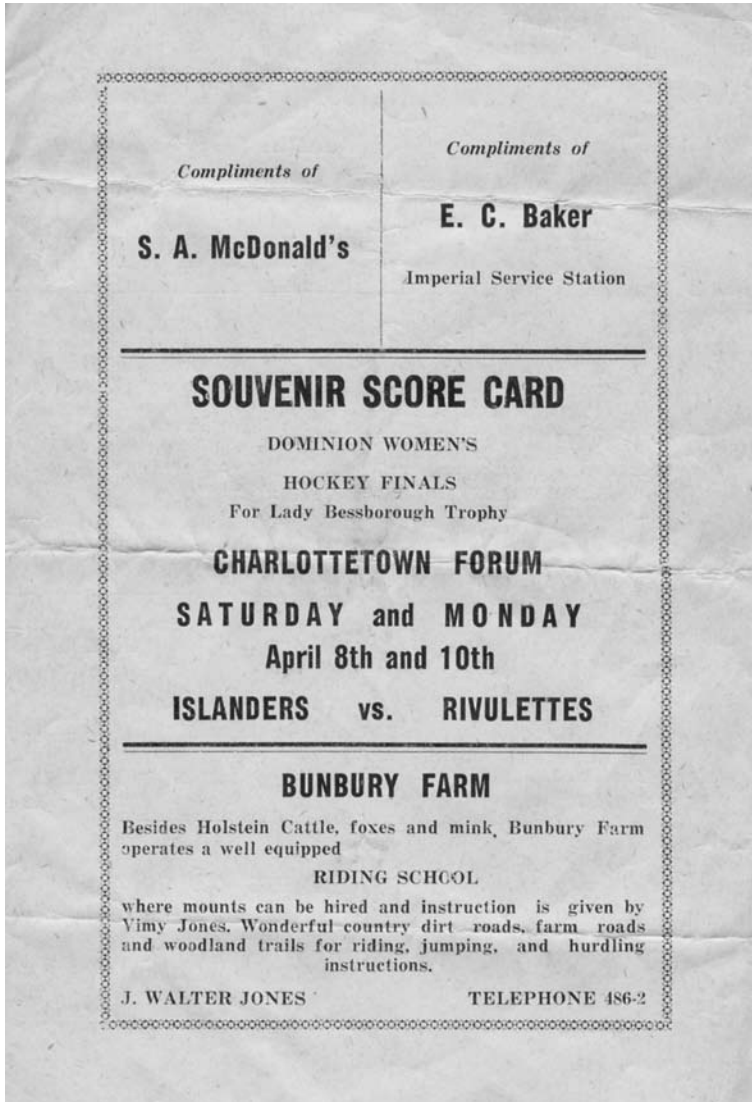 Compliments of
S. A. McDonald's
Compliments of
E. C. Baker
Imperial Service Station
SOUVENIR SCORE CARD
DOMINION WOMEN'S
HOCKEY FINALS
For Lady Bessborough Trophy
CHARLOTTETOWN FORUM
SATURDAY and MONDAY
April 8th and 10th
ISLANDERS vs. RIVULETTES
BUNBURY FARM
Besides Holstein Cattle, foxes and mink, Bunbury Farm
operates a well equipped
RIDING SCHOOL
where mounts can be hired and instruction is given by
Vimy Jones. Wonderful country dirt roads, farm roads
and woodland trails for riding, jumping, and hurdling
instructions.
J. WALTER JONES TELEPHONE 486-2